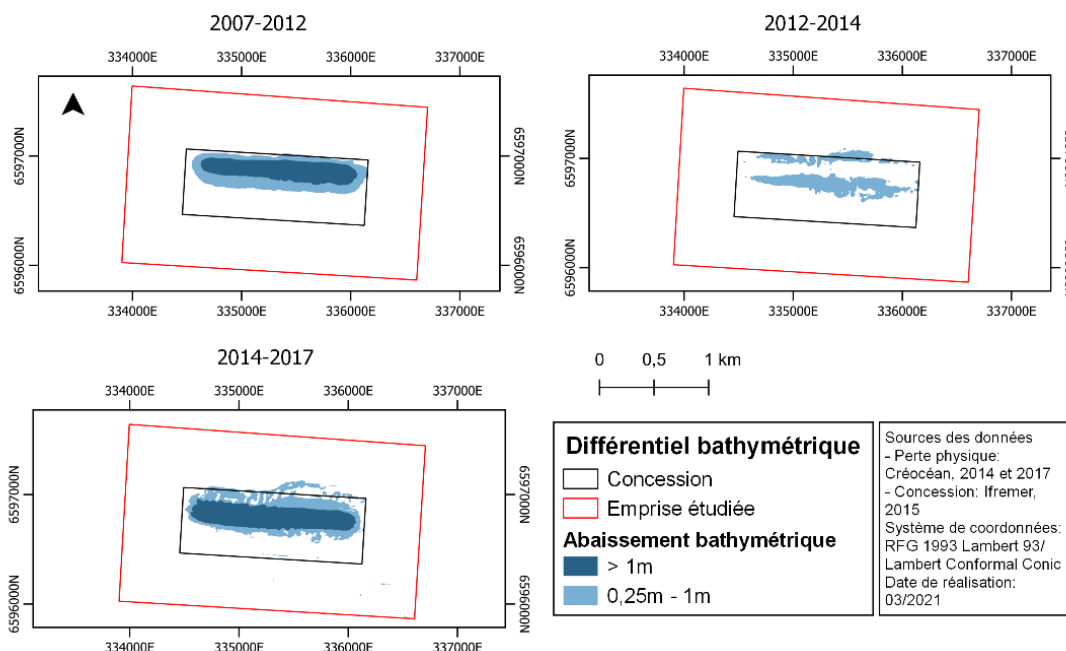 2007-2012
334000E 335000E 336000E 337000E
6597000N 6597000N
6596000N 6596000N
334000E 335000E 336000E 337000E
2012-2014
334000E 335000E 336000E 337000E
6597000N
6596000N
334000E 335000E 336000E 337000E
2014-2017
334000E 335000E 336000E 337000E
6597000N 6597000N
6596000N 6596000N
334000E 335000E 336000E 337000E
0 0,5 1 km
Différentiel bathymétrique
Concession
Emprise étudiée
Abaissement bathymétrique
> 1m
0,25m - 1m
Sources des données
- Perte physique:
Créocéan, 2014 et 2017
- Concession: Ifremer,
2015
Système de coordonnées:
RFG 1993 Lambert 93/
Lambert Conformal Conic
Date de réalisation:
03/2021